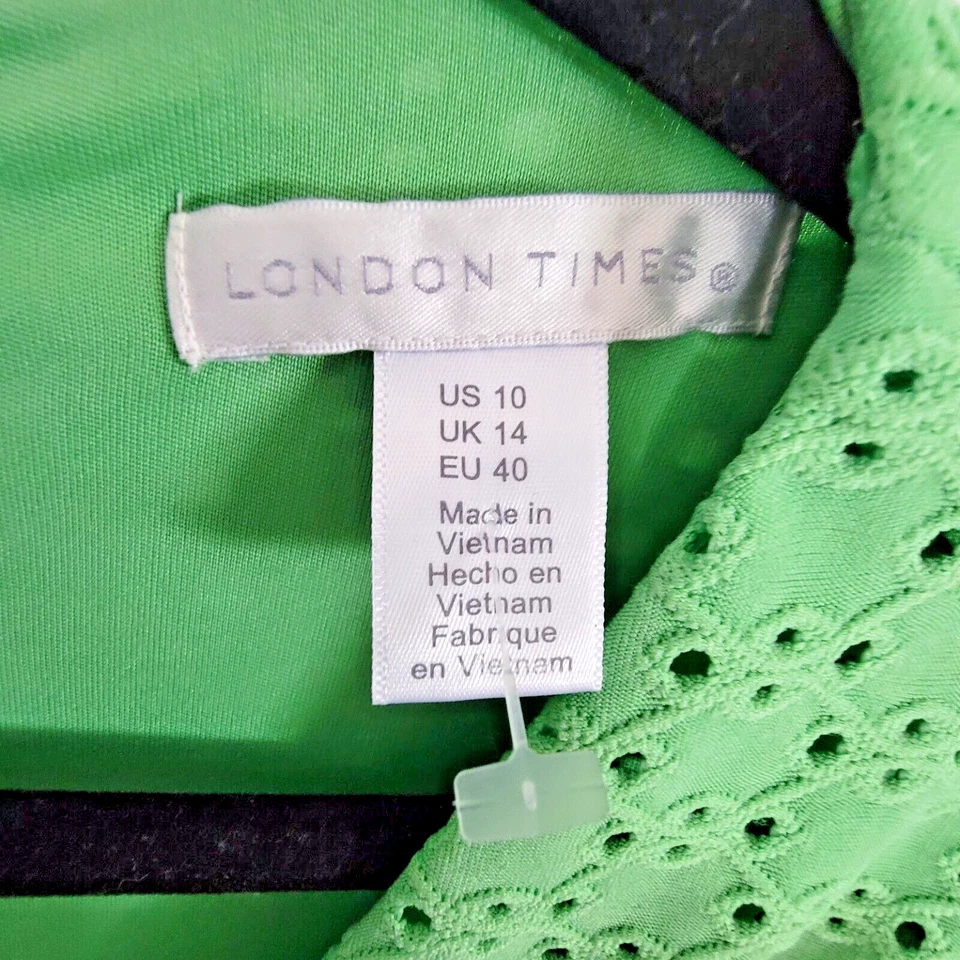 LONDON TIMES®
US 10
UK 14
EU 40
Made in
Vietnam
Hecho en
Vietnam
Fabrique
en Vietnam